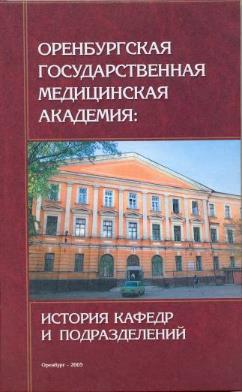 ОРЕНБУРГСКАЯ
ГОСУДАРСТВЕННАЯ
МЕДИЦИНСКАЯ
АКАДЕМИЯ:
ИСТОРИЯ КАФЕДР
И ПОДРАЗДЕЛЕНИЙ
Оренбург - 2005